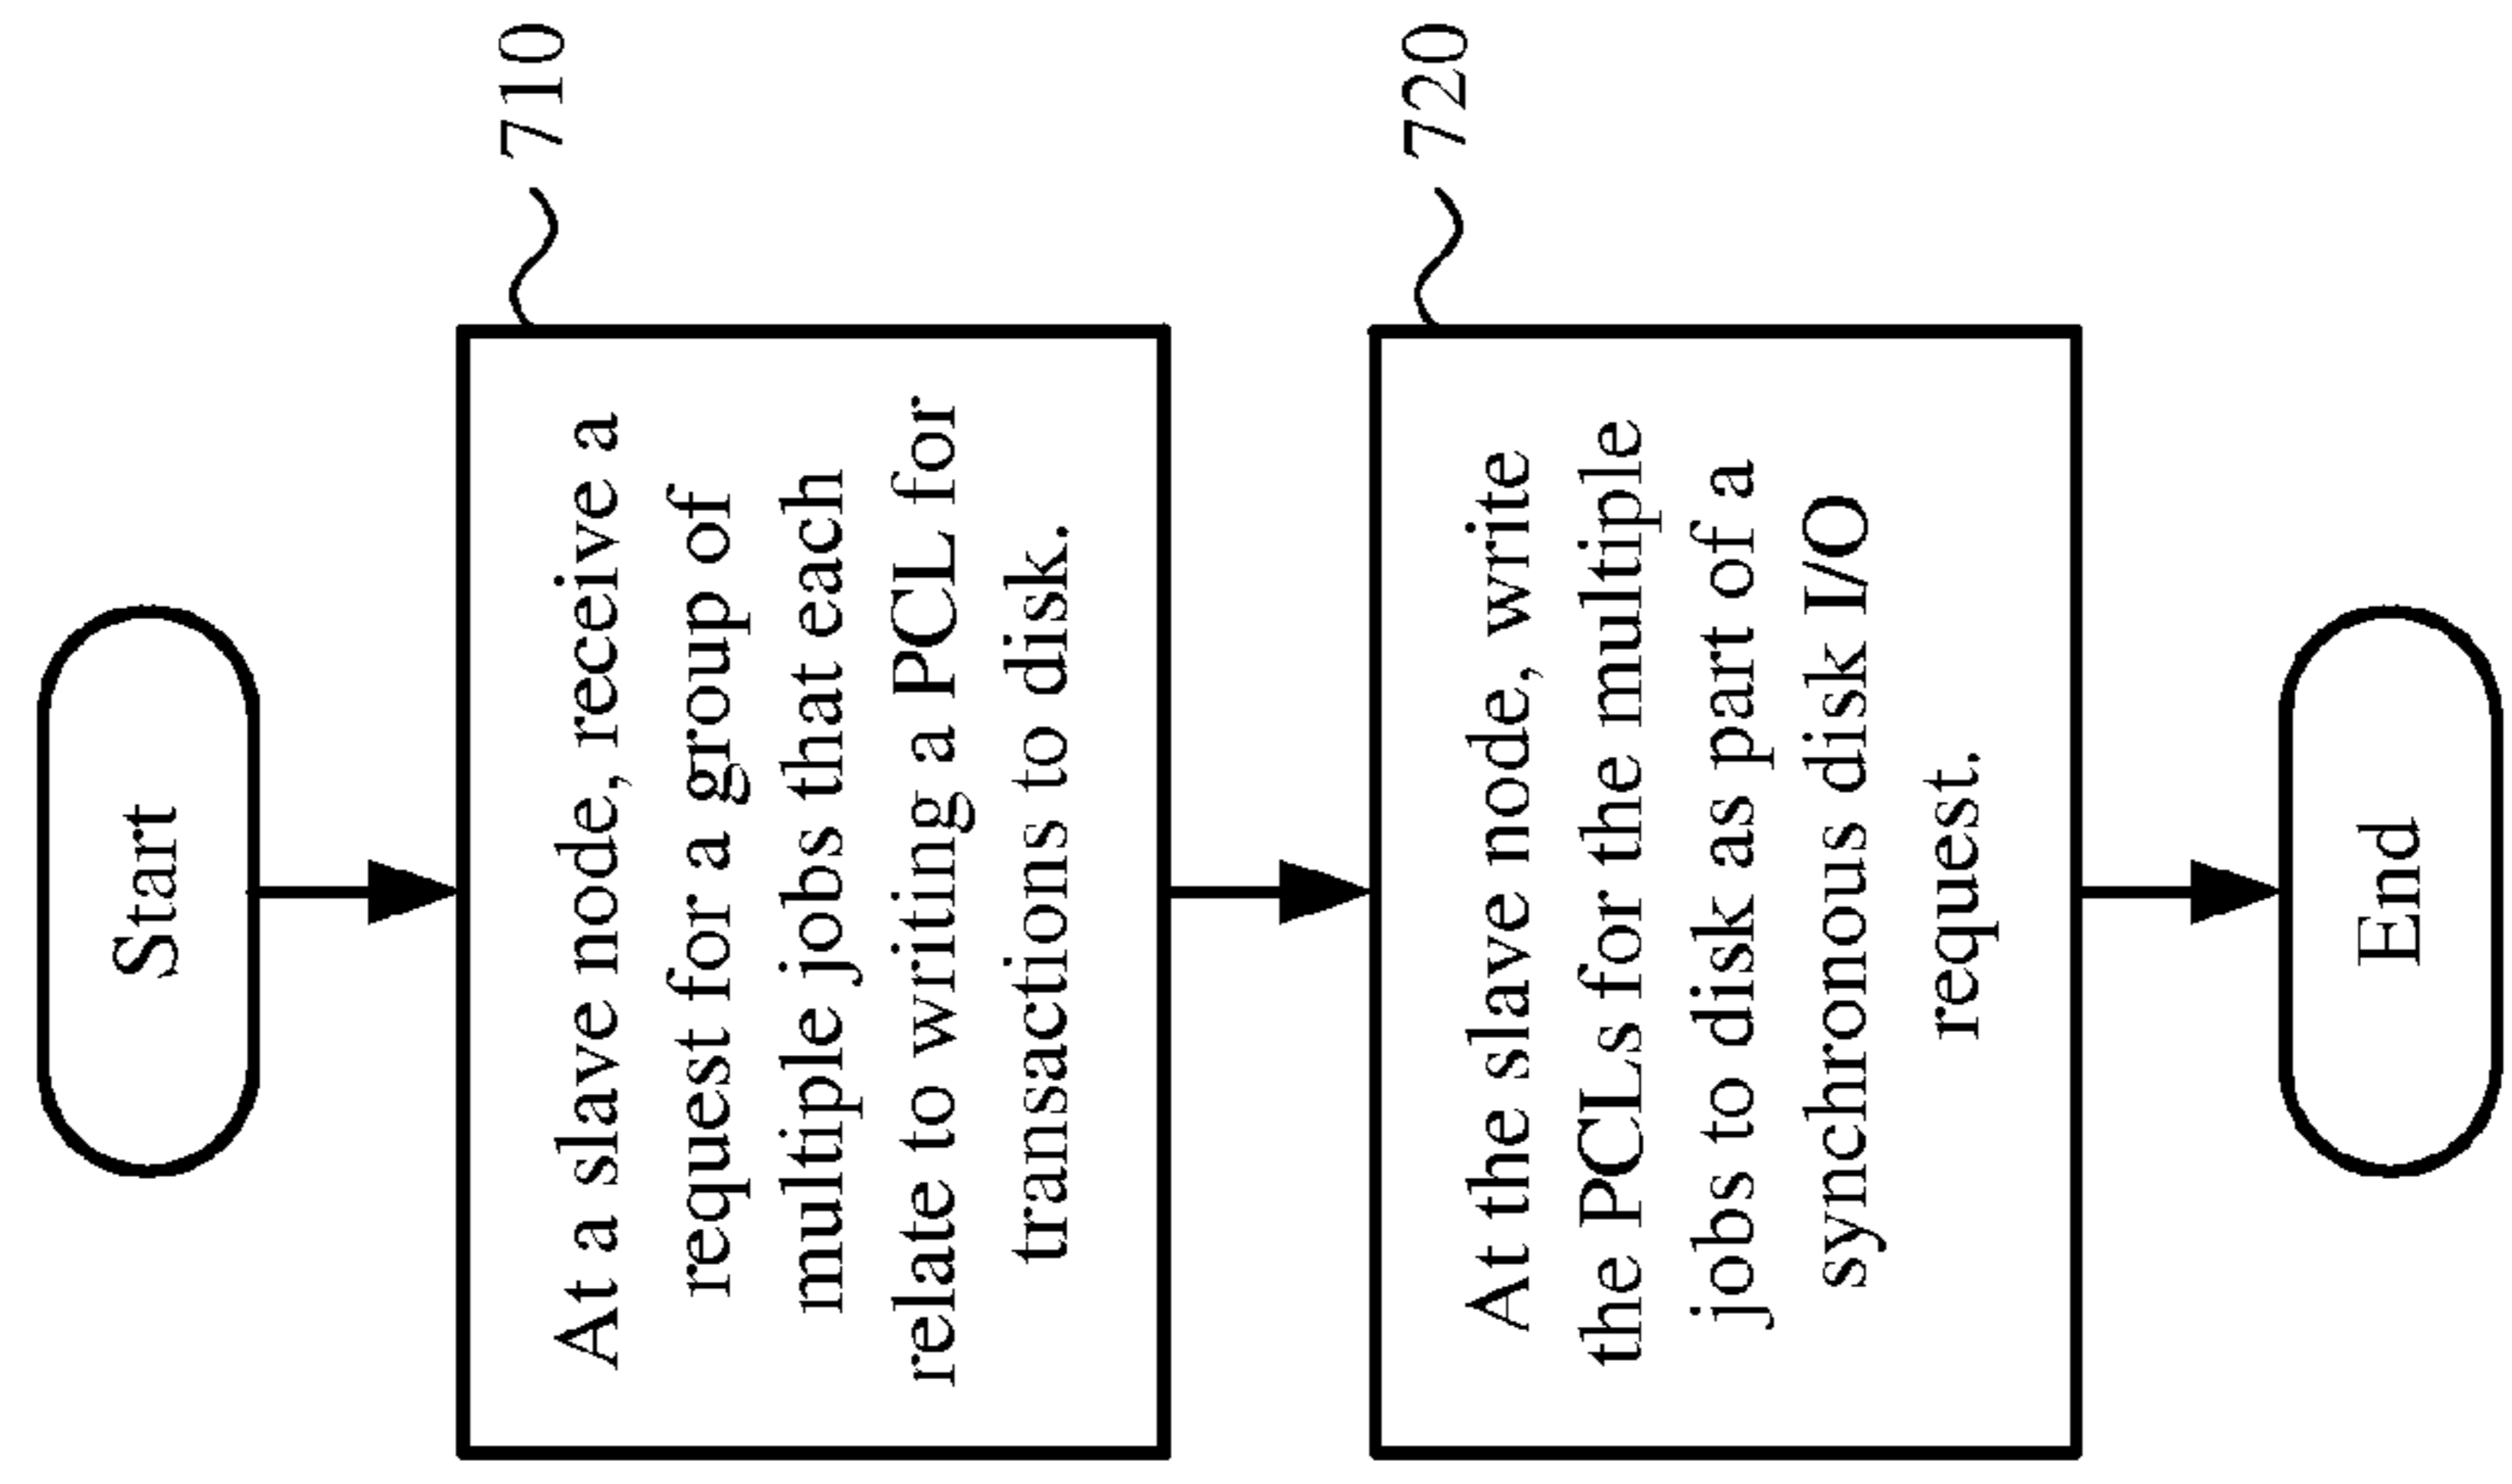 Start
710
At a slave node, receive a
request for a group of
multiple jobs that each
relate to writing a PCL for
transactions to disk.
720
At the slave node, write
the PCLs for the multiple
jobs to disk as part of a
synchronous disk I/O
request.
End